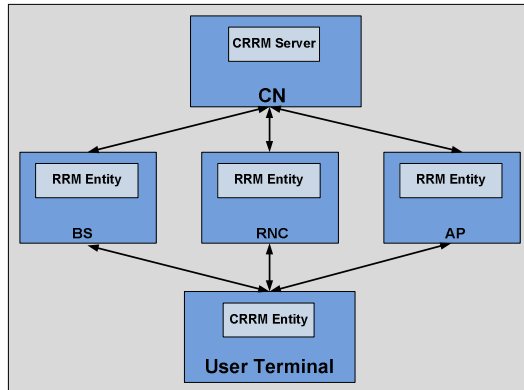 CRRM Server
CN
RRM Entity
RRM Entity
RRM Entity
BS
RNC
AP
CRRM Entity
User Terminal